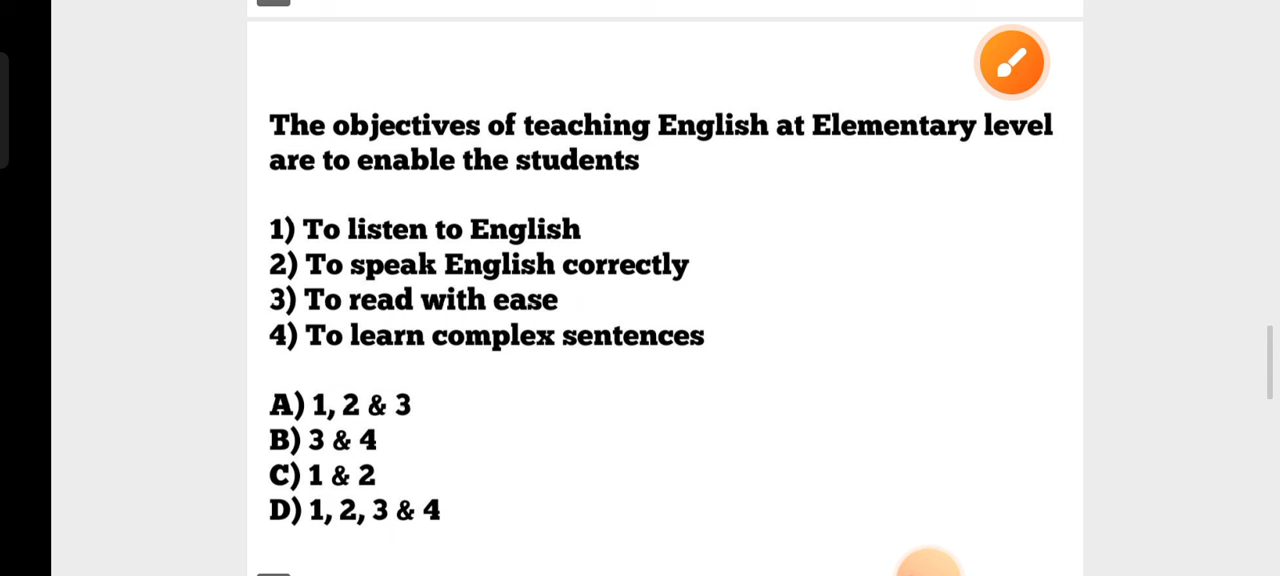 The objectives of teaching English at Elementary level
are to enable the students
1) To listen to English
2) To speak English correctly
3) To read with ease
4) To learn complex sentences
A) 1, 2 & 3
B) 3 & 4
C) 1 & 2
D) 1, 2, 3 & 4